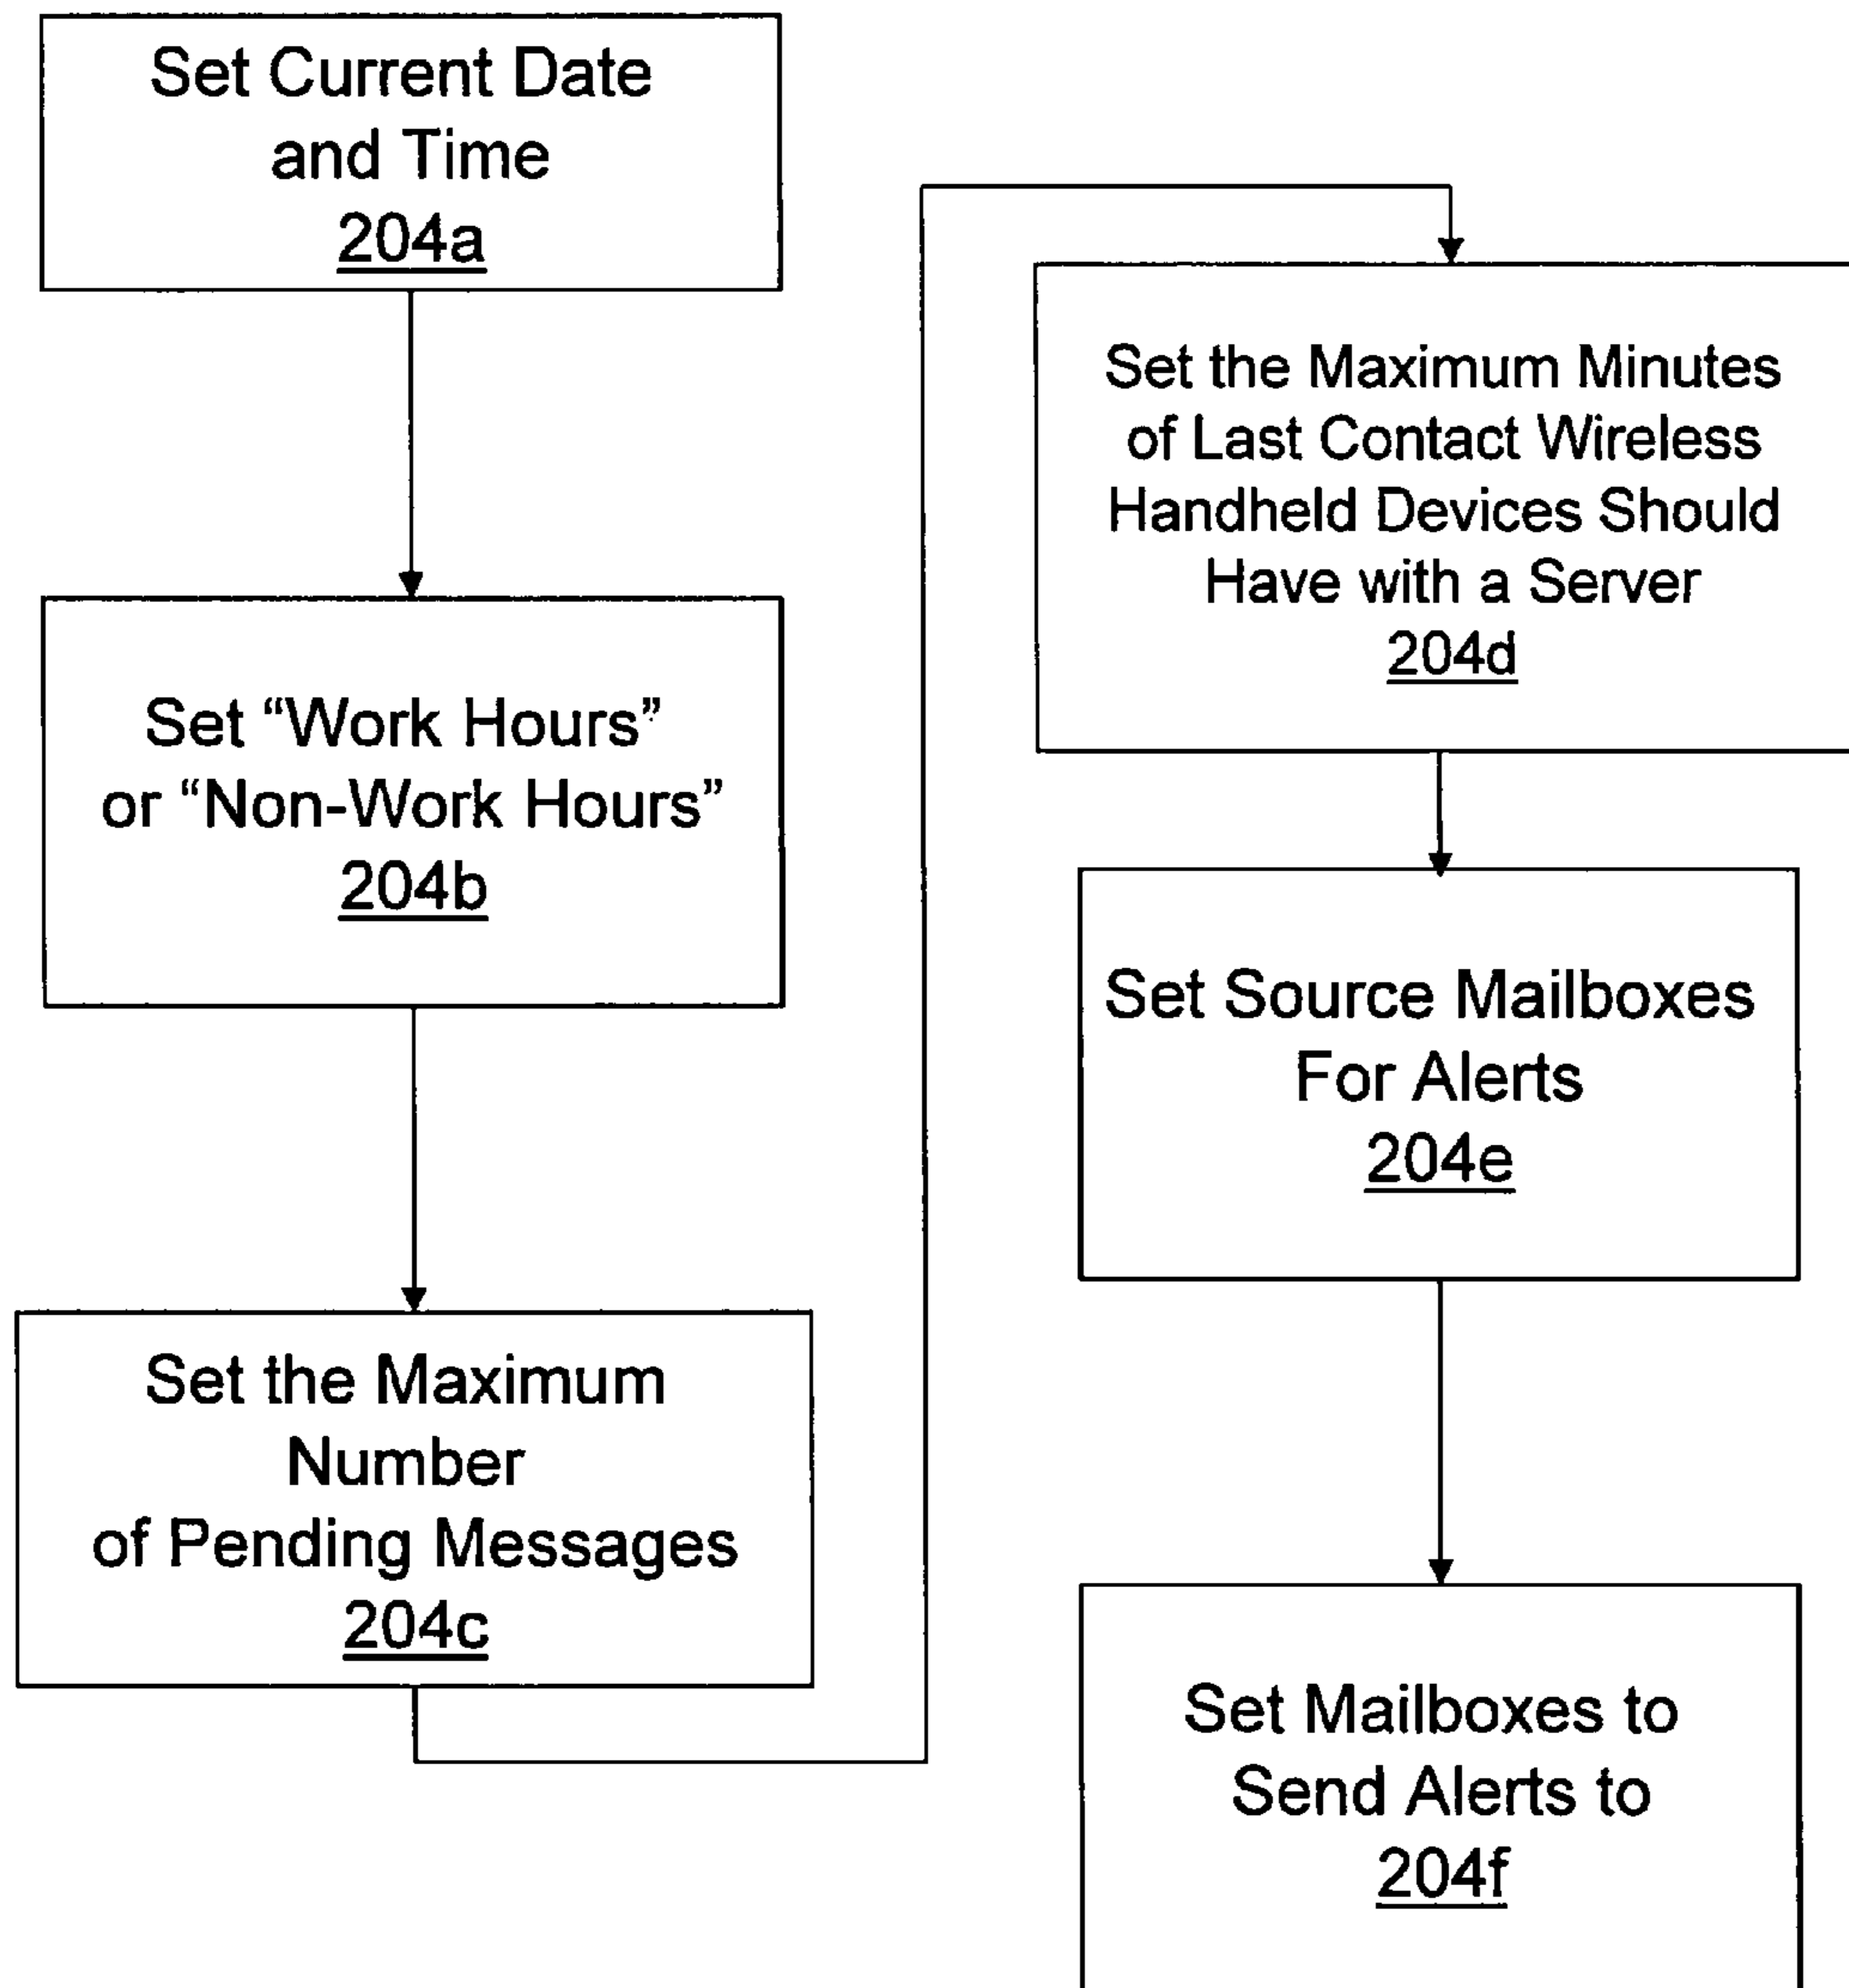 Set Current Date
and Time
204a
Set “Work Hours”
or “Non-Work Hours”
204b
Set the Maximum
Number
of Pending Messages
204c
Set the Maximum Minutes
of Last Contact Wireless
Handheld Devices Should
Have with a Server
204d
Set Source Mailboxes
For Alerts
204e
Set Mailboxes to
Send Alerts to
204f